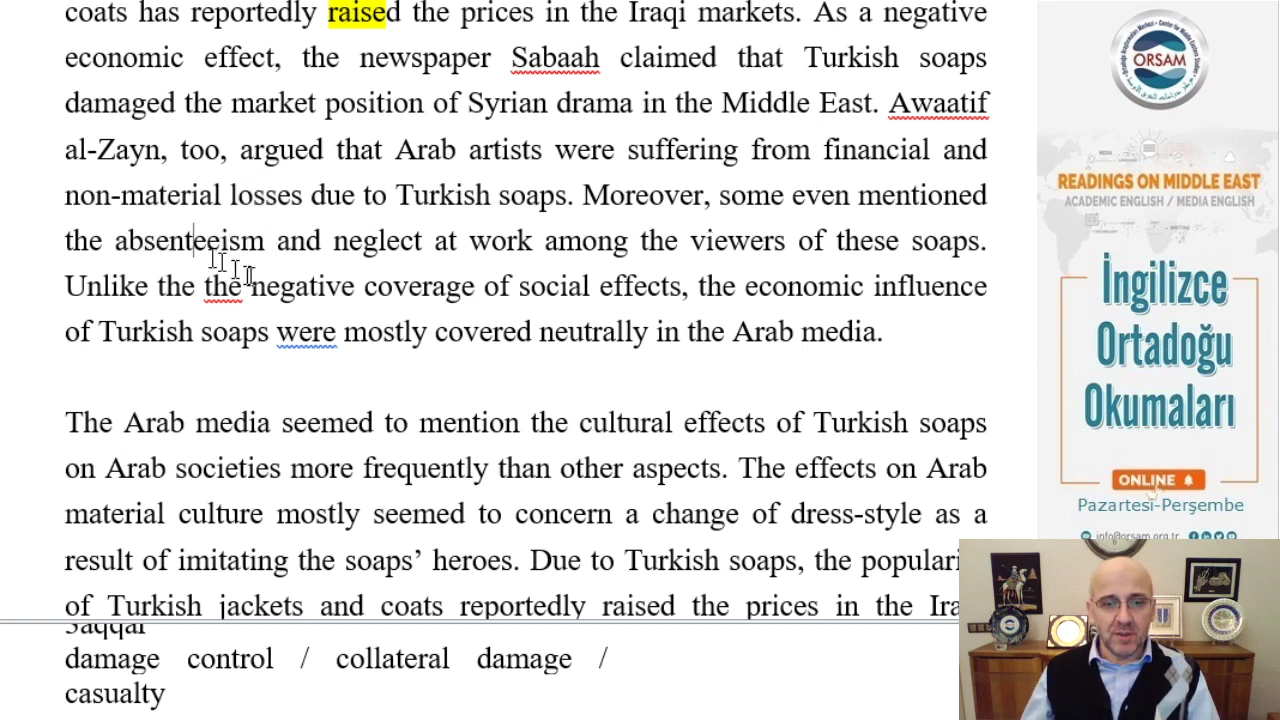 coats has reportedly raised the prices in the Iraqi markets. As a negative
economic effect, the newspaper Sabaah claimed that Turkish soaps
damaged the market position of Syrian drama in the Middle East. Awaatif
al-Zayn, too, argued that Arab artists were suffering from financial and
non-material losses due to Turkish soaps. Moreover, some even mentioned
the absenteeism and neglect at work among the viewers of these soaps.
Unlike the the negative coverage of social effects, the economic influence
of Turkish soaps were mostly covered neutrally in the Arab media.
The Arab media seemed to mention the cultural effects of Turkish soaps
on Arab societies more frequently than other aspects. The effects on Arab
material culture mostly seemed to concern a change of dress-style as a
result of imitating the soaps’ heroes. Due to Turkish soaps, the populari
of Turkish jackets and coats reportedly raised the prices in the Ira
Saqqal
damage control / collateral damage /
casualty
ORSAM
READINGS ON MIDDLE EAST
ACADEMIC ENGLISH / MEDIA ENGLISH
İngilizce
Ortadoğu
Okumaları
ONLINE
Pazartesi-Perşembe
info@orsam.org.tr